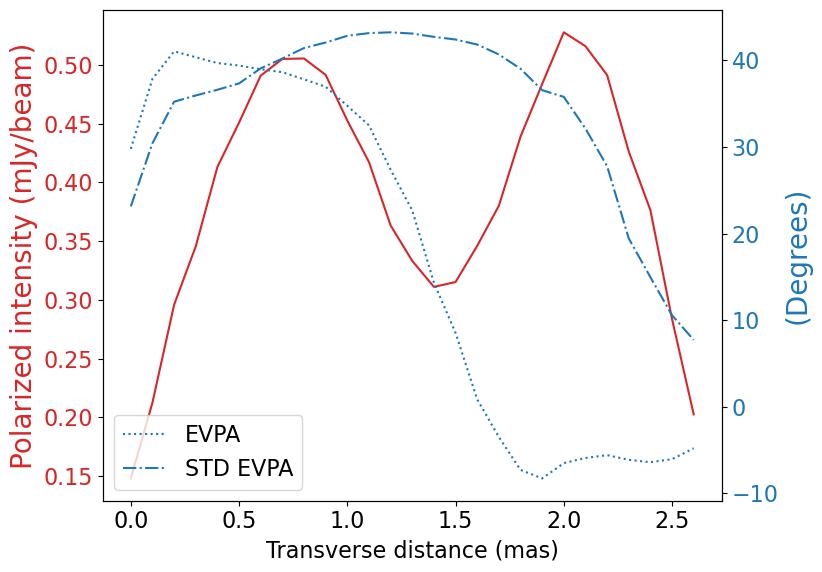 Polarized intensity (mJy/beam)
0.50
0.45
0.40
0.35
0.30
0.25
0.20
0.15
40
30
20
10
0
−10
(Degrees)
EVPA
STD EVPA
0.0 0.5 1.0 1.5 2.0 2.5
Transverse distance (mas)